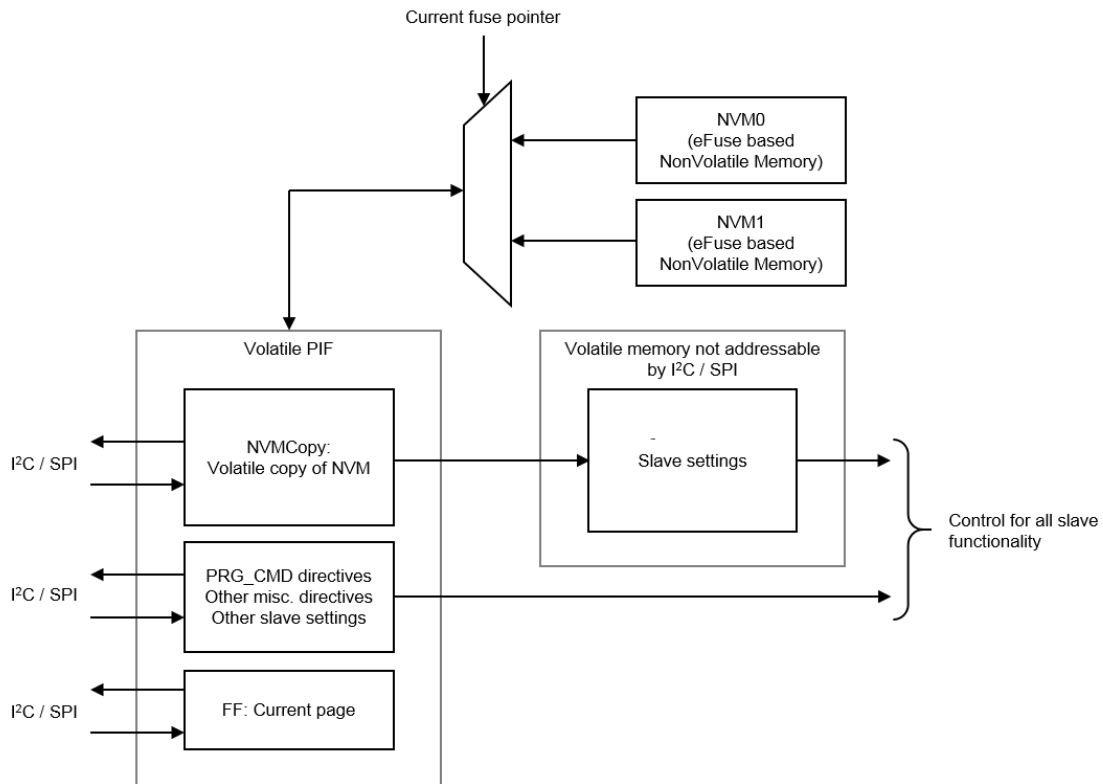 Current fuse pointer
NVM0
(eFuse based
NonVolatile Memory)
NVM1
(eFuse based
NonVolatile Memory)
Volatile PIF
Volatile memory not addressable
by I²C / SPI
NVMCopy:
Volatile copy of NVM
I²C / SPI
Slave settings
Control for all slave
functionality
PRG_CMD directives
Other misc. directives
Other slave settings
I²C / SPI
FF: Current page
I²C / SPI